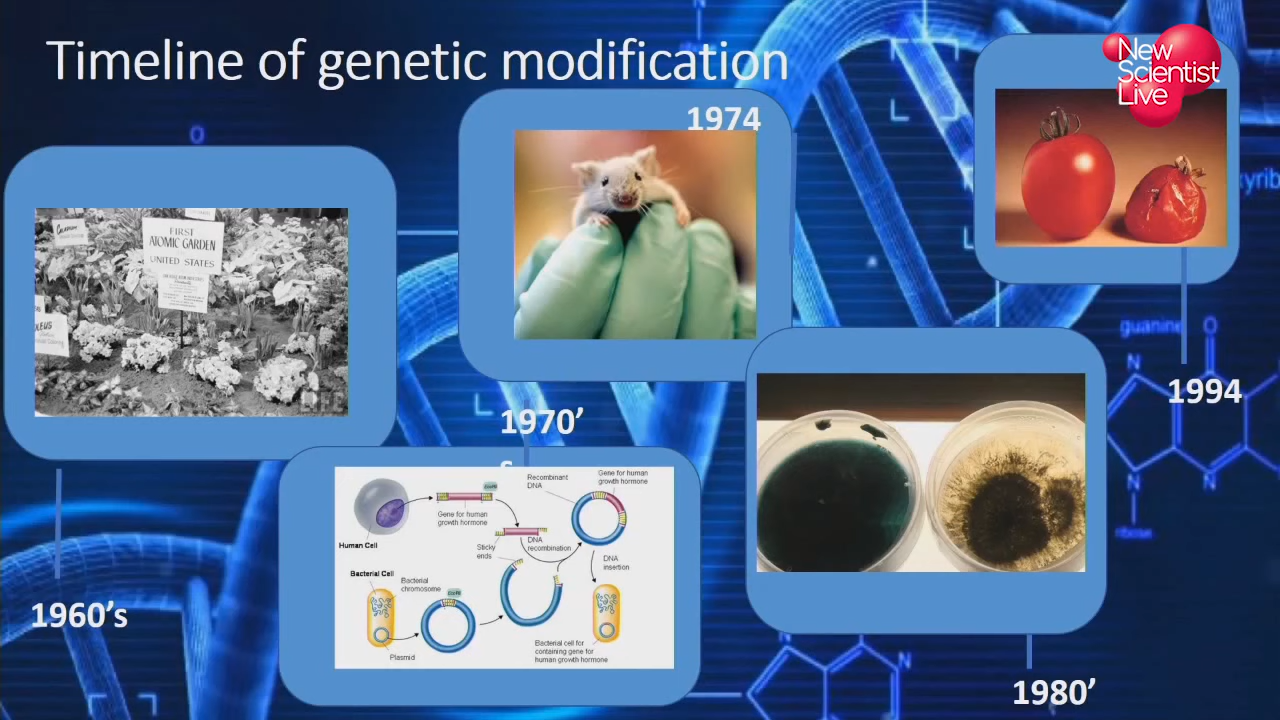 Timeline of genetic modification
New
Scientist
Live
1974
FIRST
ATOMIC GARDEN
UNITED STATES
1994
guanine
O
N
N
N
N
O
1970'
s
1960's
Human Cell
Gene for human
growth hormone
Recombinant
DNA
Gene for human
growth hormone
Sticky
ends
DNA
recombination
DNA
insertion
Bacterial Cell
Bacterial
chromosome
Plasmid
Bacterial cell for
containing gene for
human growth hormone
1980'
N
N